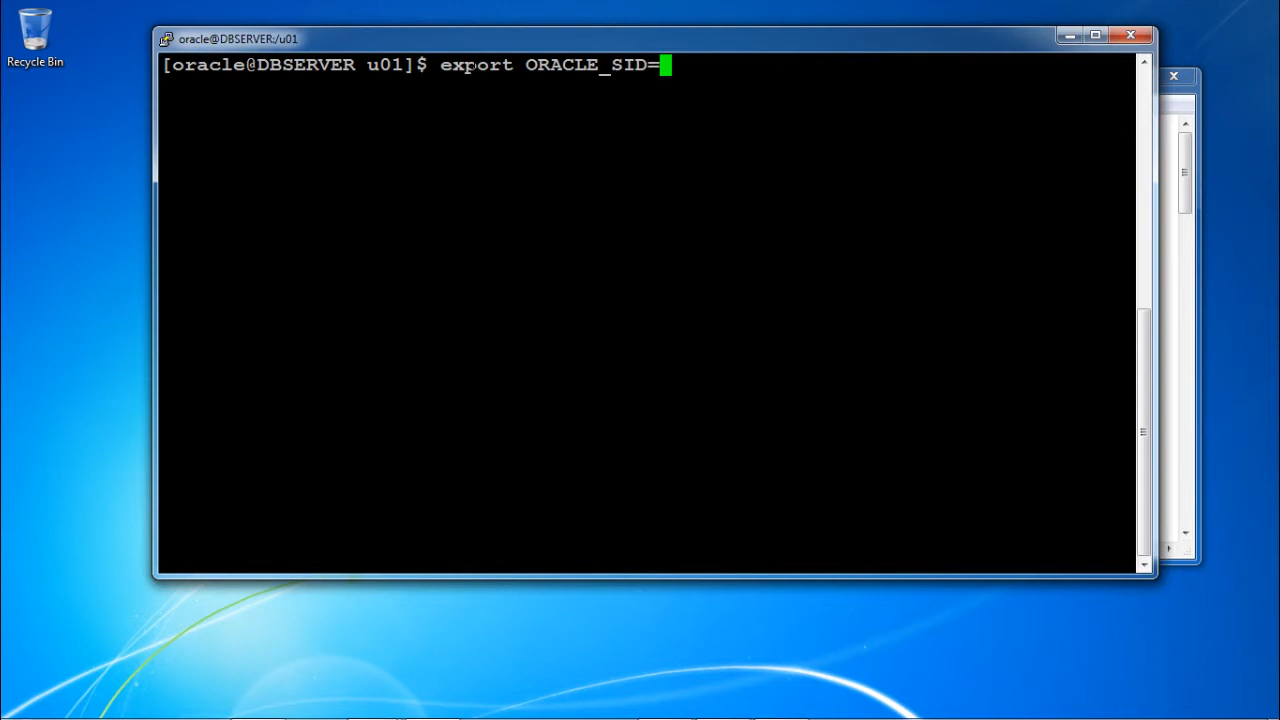 oracle@DBSERVER:/u01
[oracle@DBSERVER u01]$ export ORACLE_SID=
Recycle Bin